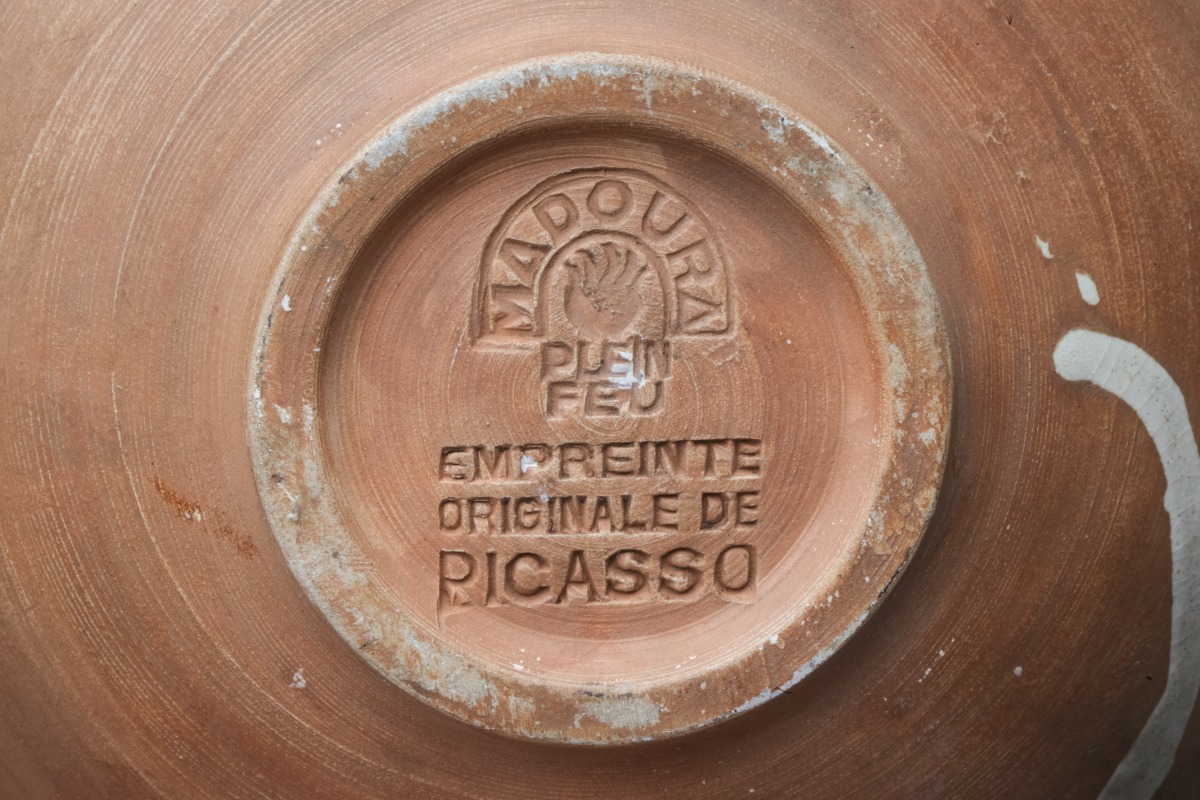 MADOURA
PLEIN
FEU
EMPREINTE
ORIGINALE DE
PICASSO